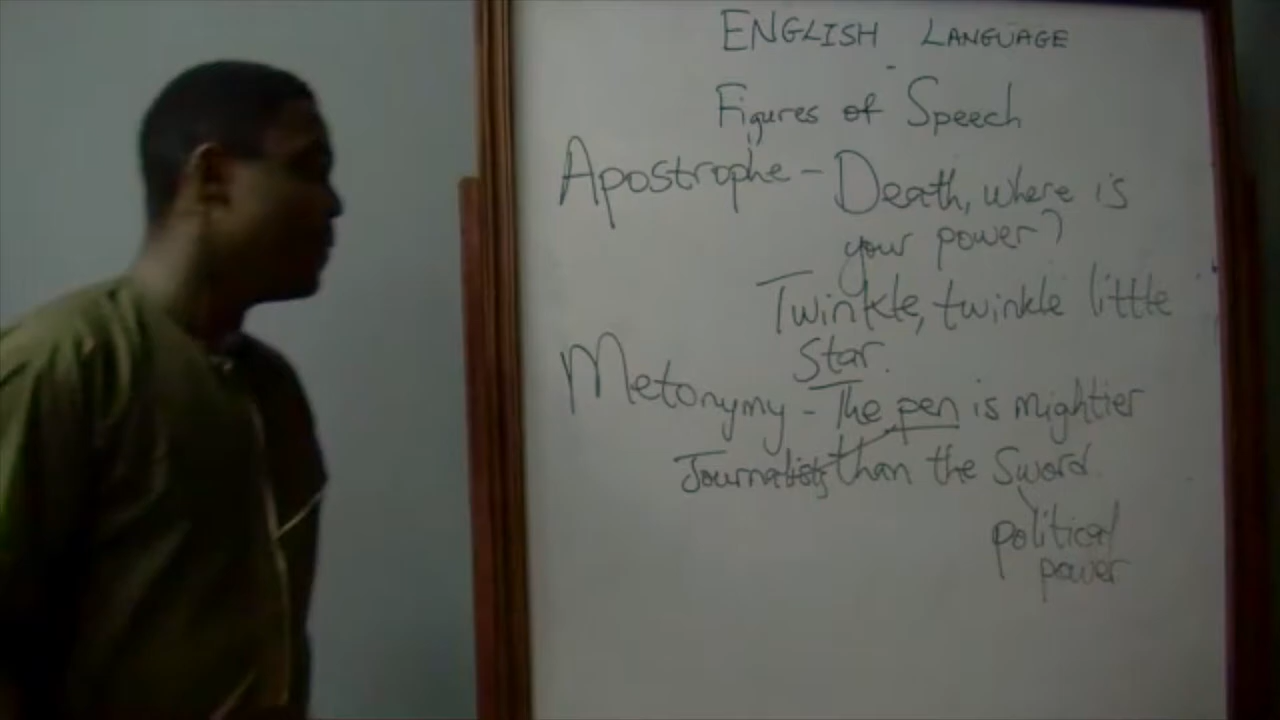 ENGLISH LANGUAGE
Figures of Speech
Apostrophe - Death, where is
your power?
Twinkle, twinkle little
star.
Metonymy - The pen is mightier
Journalists than the Sword.
political
power